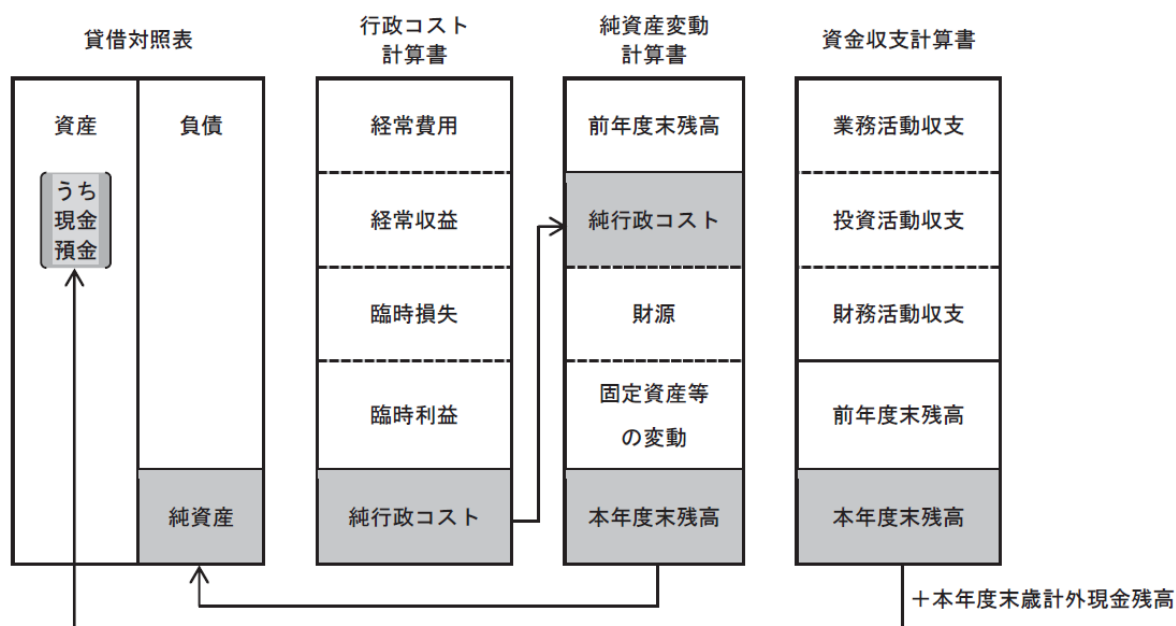 貸借対照表
資産
負債
うち
現金
預金
純資産
行政コスト
計算書
経常費用
経常収益
臨時損失
臨時利益
純行政コスト
純資産変動
計算書
前年度末残高
純行政コスト
財源
固定資産等
の変動
本年度末残高
資金収支計算書
業務活動収支
投資活動収支
財務活動収支
前年度末残高
本年度末残高
＋本年度末歳計外現金残高